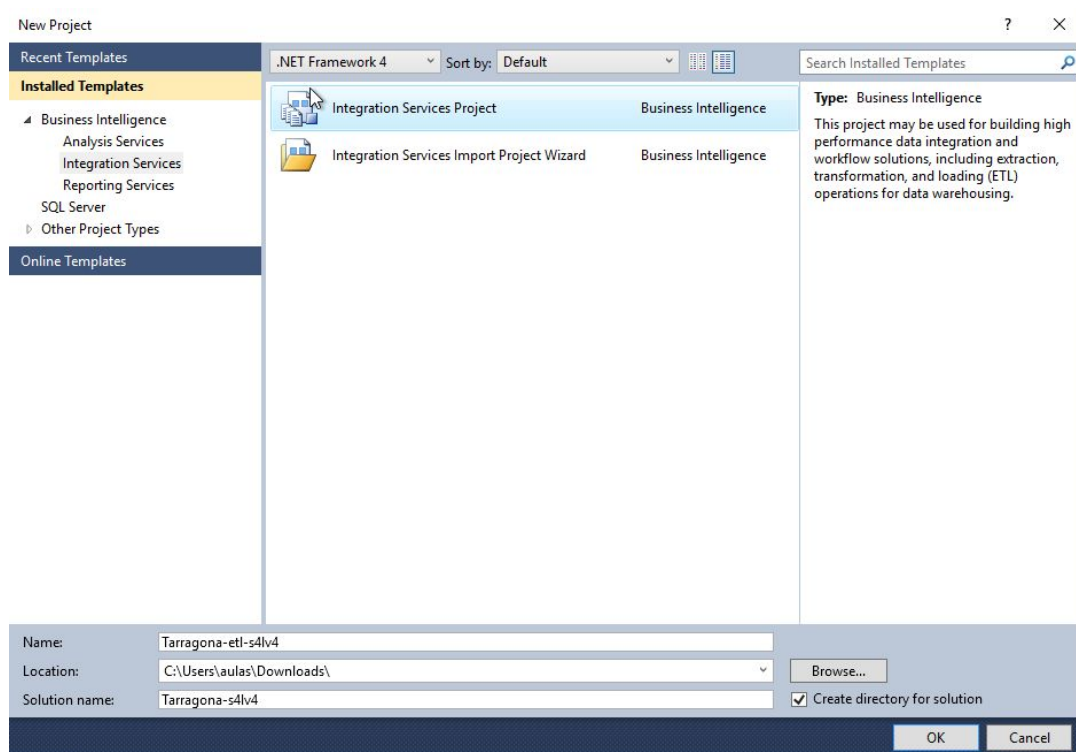 New Project
?
Recent Templates
Installed Templates
Business Intelligence
Analysis Services
Integration Services
Reporting Services
SQL Server
Other Project Types
Online Templates
.NET Framework 4
Sort by: Default
Integration Services Project Business Intelligence
Integration Services Import Project Wizard Business Intelligence
Search Installed Templates
Type: Business Intelligence
This project may be used for building high
performance data integration and
workflow solutions, including extraction,
transformation, and loading (ETL)
operations for data warehousing.
Name: Tarragona-etl-s4lv4
Location: C:\Users\aulas\Downloads\
Browse...
Solution name: Tarragona-s4lv4
Create directory for solution
OK Cancel